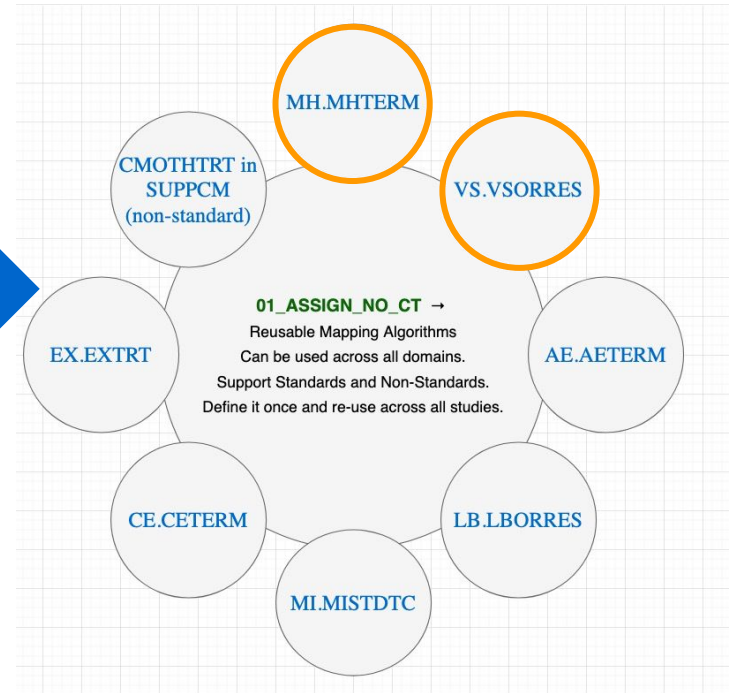 MH.MHTERM
CMOTHTRT in
SUPPCM
(non-standard)
VS.VSORRES
01_ASSIGN_NO_CT →
Reusable Mapping Algorithms
Can be used across all domains.
Support Standards and Non-Standards.
Define it once and re-use across all studies.
EX.EXTRT
AE.AETERM
CE.CETERM
LB.LBORRES
MI.MISTDTC